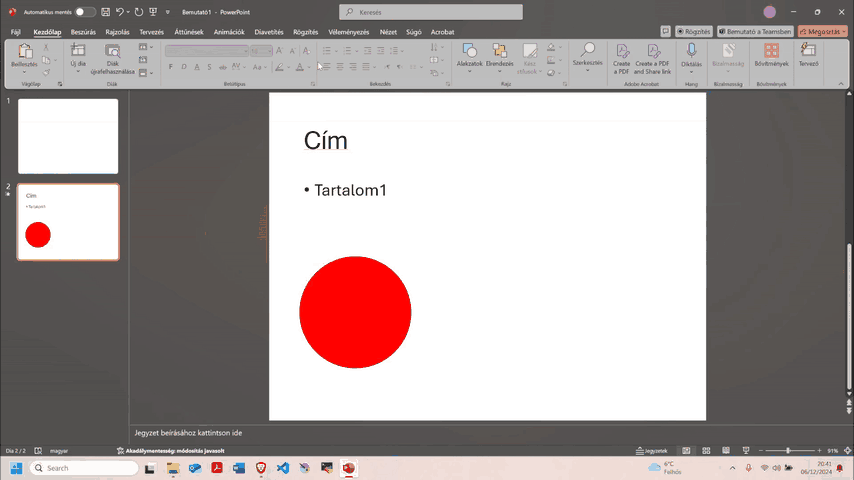 Automatikus mentés
Bemutató1 - PowerPoint
Keresés
Fájl Kezdőlap Beszúrás Rajzolás Tervezés Áttűnések Animációk Diavetítés Rögzítés Véleményezés Nézet Súgó Acrobat
Rögzítés
Bemutató a Teamsben
Megosztás
Beillesztés
Új dia
Diák újrafelhasználása
F D A S ab AV Aa A
Alakzatok
Elrendezés
Kész stílusok
Szerkesztés
Create a PDF
Create a PDF and Share link
Diktálás
Bizalmasság
Bővítmények
Tervező
Vágólap
Diák
Betűtípus
Bekezdés
Rajz
Adobe Acrobat
Hang
Bizalmasság
Bővítmények
1
2
Cím
• Tartalom1
Cím
• Tartalom1
Jegyzet beírásához kattintson ide
Dia 2 / 2
magyar
Akadálymentesség: módosítás javasolt
Jegyzetek
91%
Search
6°C
Felhős
20:41
06/12/2024